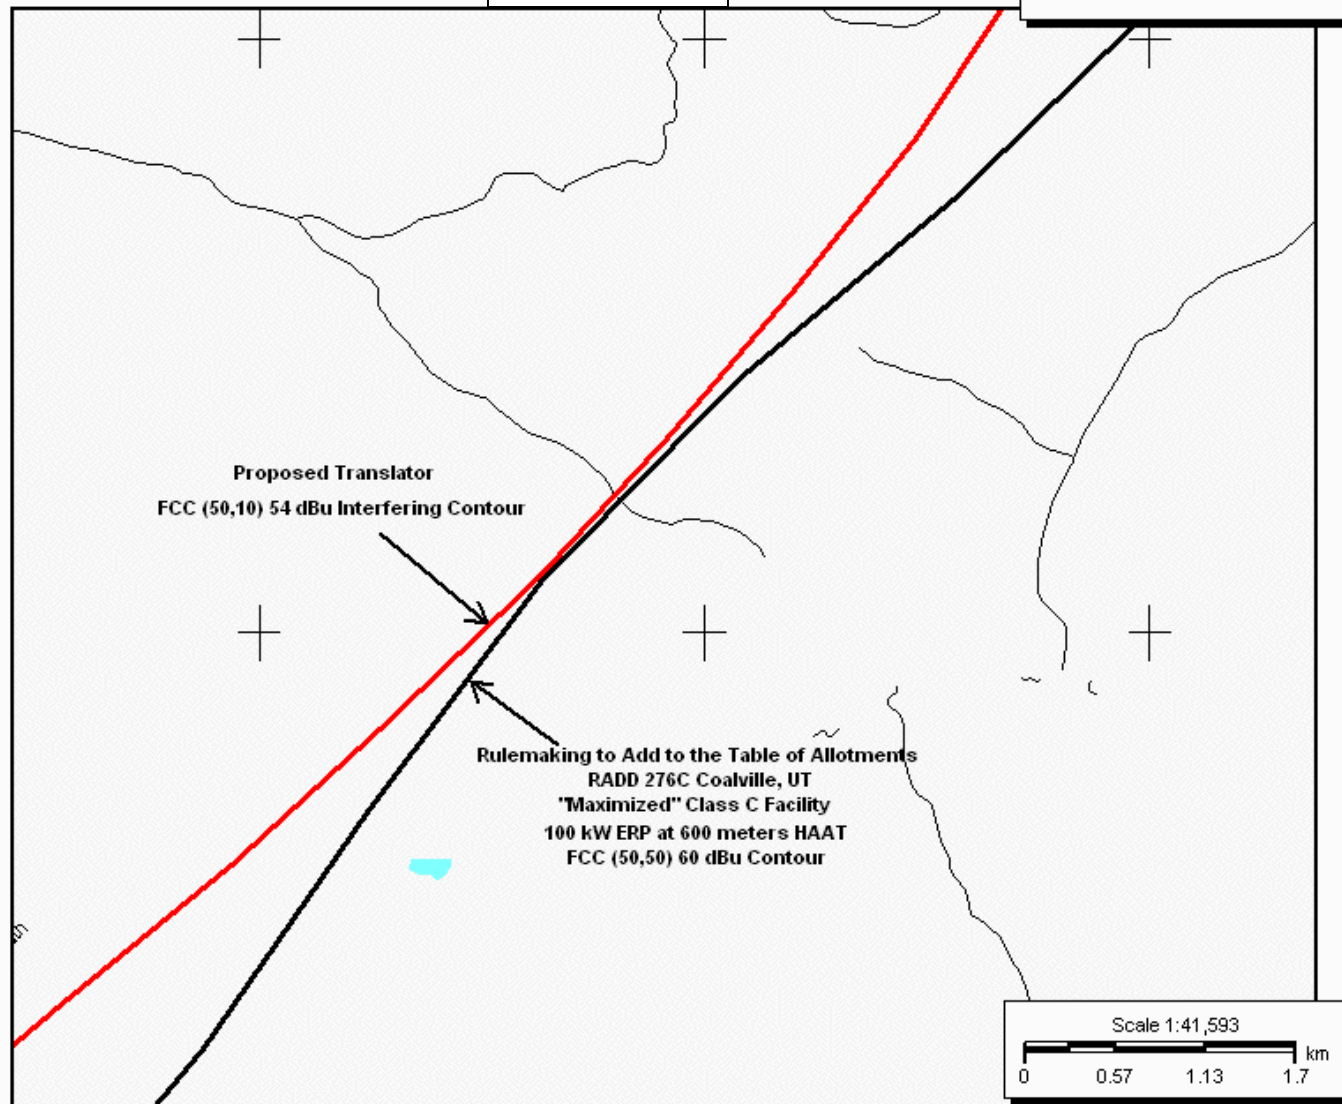 Proposed Translator
FCC (50,10) 54 dBu Interfering Contour
Rulemaking to Add to the Table of Allotments
RADD 276C Coalville, UT
"Maximized" Class C Facility
100 kW ERP at 600 meters HAAT
FCC (50,50) 60 dBu Contour
Scale 1:41,593
km
0 0.57 1.13 1.7